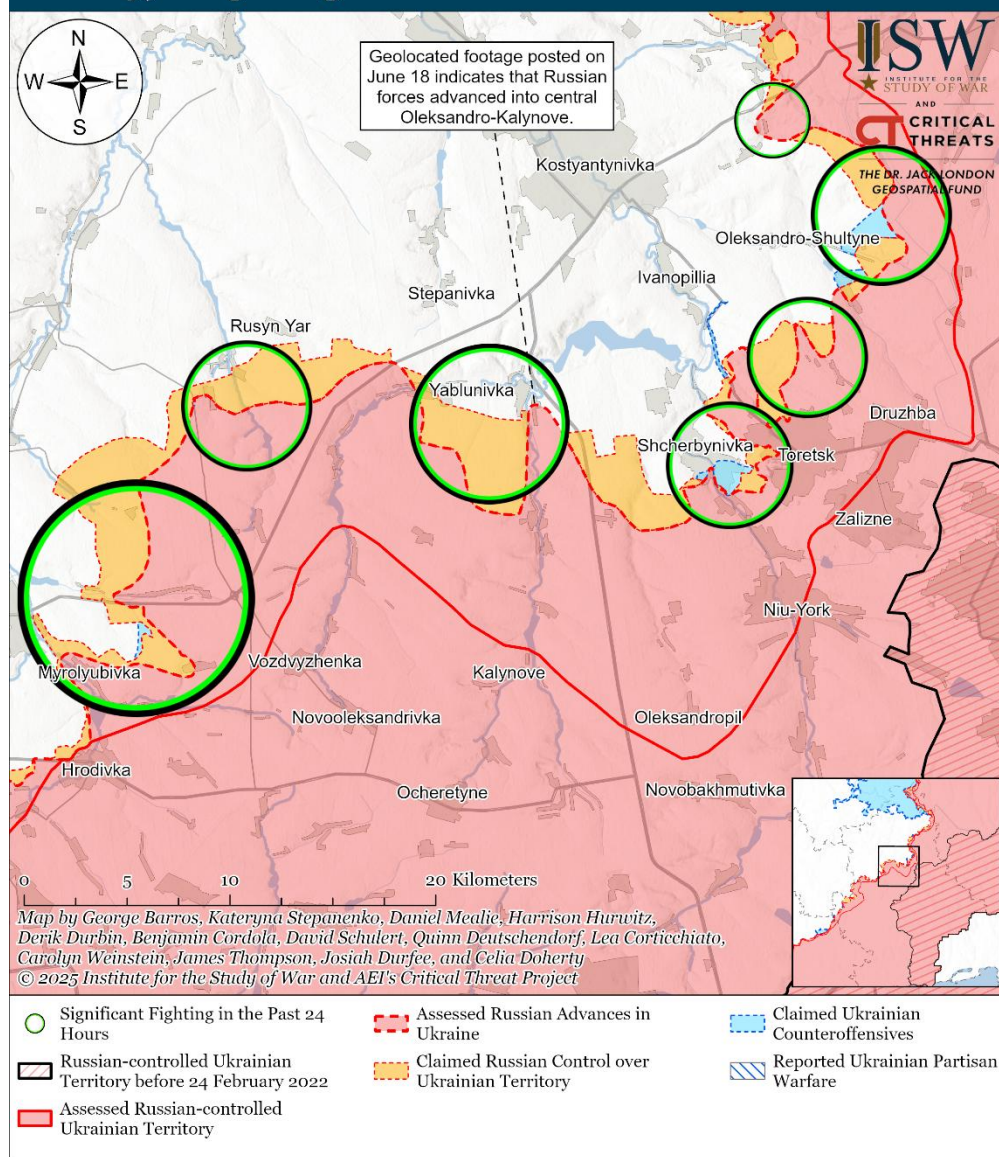 N
W
E
S
Geolocated footage posted on
June 18 indicates that Russian
forces advanced into central
Oleksandro-Kalynove.
ISW
INSTITUTE FOR THE
STUDY OF WAR
AND
CT CRITICAL
THREATS
THE DR. JACK LONDON
GEOSPATIAL FUND
Kostyantynivka
Oleksandro-Shultyne
Ivanopillia
Stepanivka
Rusyn Yar
Yablunivka
Druzhba
Shcherbynivka
Toretsk
Zalizne
Niu-York
Myrolyubivka
Vozdvyzhenka
Kalynove
Novooleksandrivka
Oleksandropil
Hrodivka
Ocheretyne
Novobakhmutivka
0 5 10 20 Kilometers
Map by George Barros, Kateryna Stepanenko, Daniel Mealie, Harrison Hurwitz,
Derik Durbin, Benjamin Cordola, David Schulert, Quinn Deutschendorf, Lea Corticchiato,
Carolyn Weinstein, James Thompson, Josiah Durfee, and Celia Doherty
© 2025 Institute for the Study of War and AEI's Critical Threat Project
Significant Fighting in the Past 24
Hours
Russian-controlled Ukrainian
Territory before 24 February 2022
Assessed Russian-controlled
Ukrainian Territory
Assessed Russian Advances in
Ukraine
Claimed Russian Control over
Ukrainian Territory
Claimed Ukrainian
Counteroffensives
Reported Ukrainian Partisan
Warfare